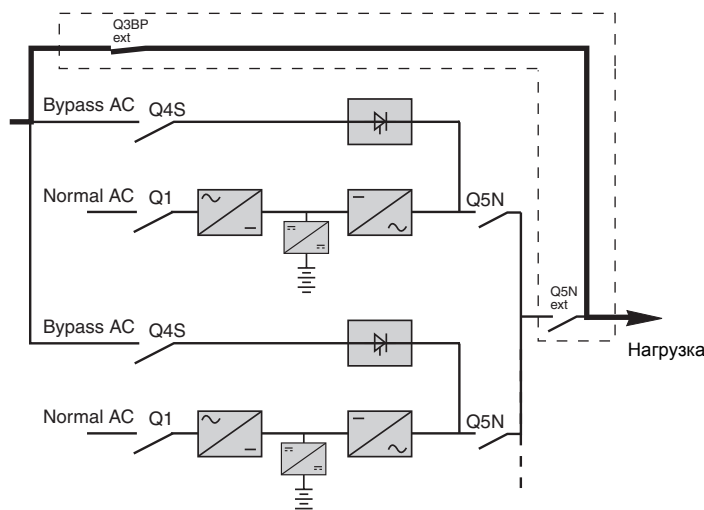 Q3BP
ext
Bypass AC Q4S
Normal AC Q1
Q5N
Q5N
ext
Нагрузка
Bypass AC Q4S
Normal AC Q1
Q5N